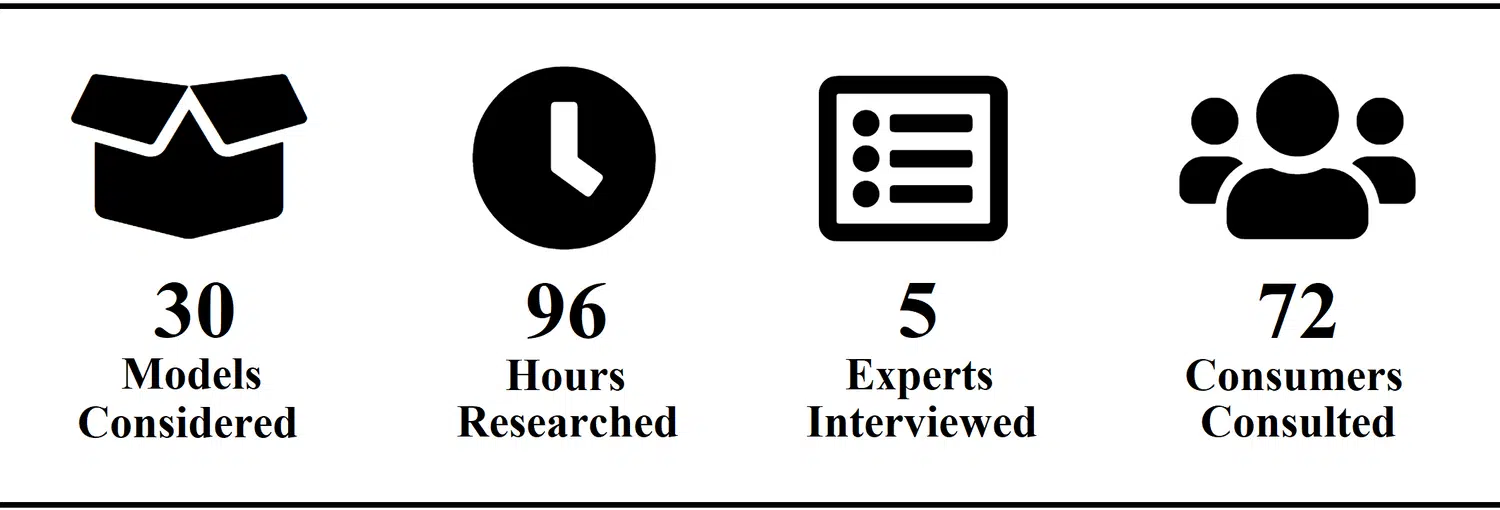 30
Models
Considered
96
Hours
Researched
5
Experts
Interviewed
72
Consumers
Consulted